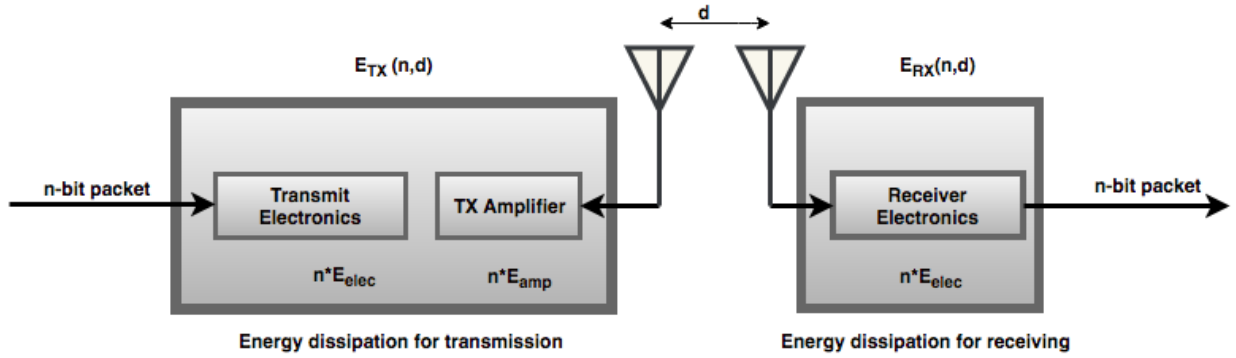 d
E_TX (n,d)
E_RX(n,d)
n-bit packet
Transmit
Electronics
TX Amplifier
Receiver
Electronics
n-bit packet
n*E_elec
n*E_amp
n*E_elec
Energy dissipation for transmission
Energy dissipation for receiving